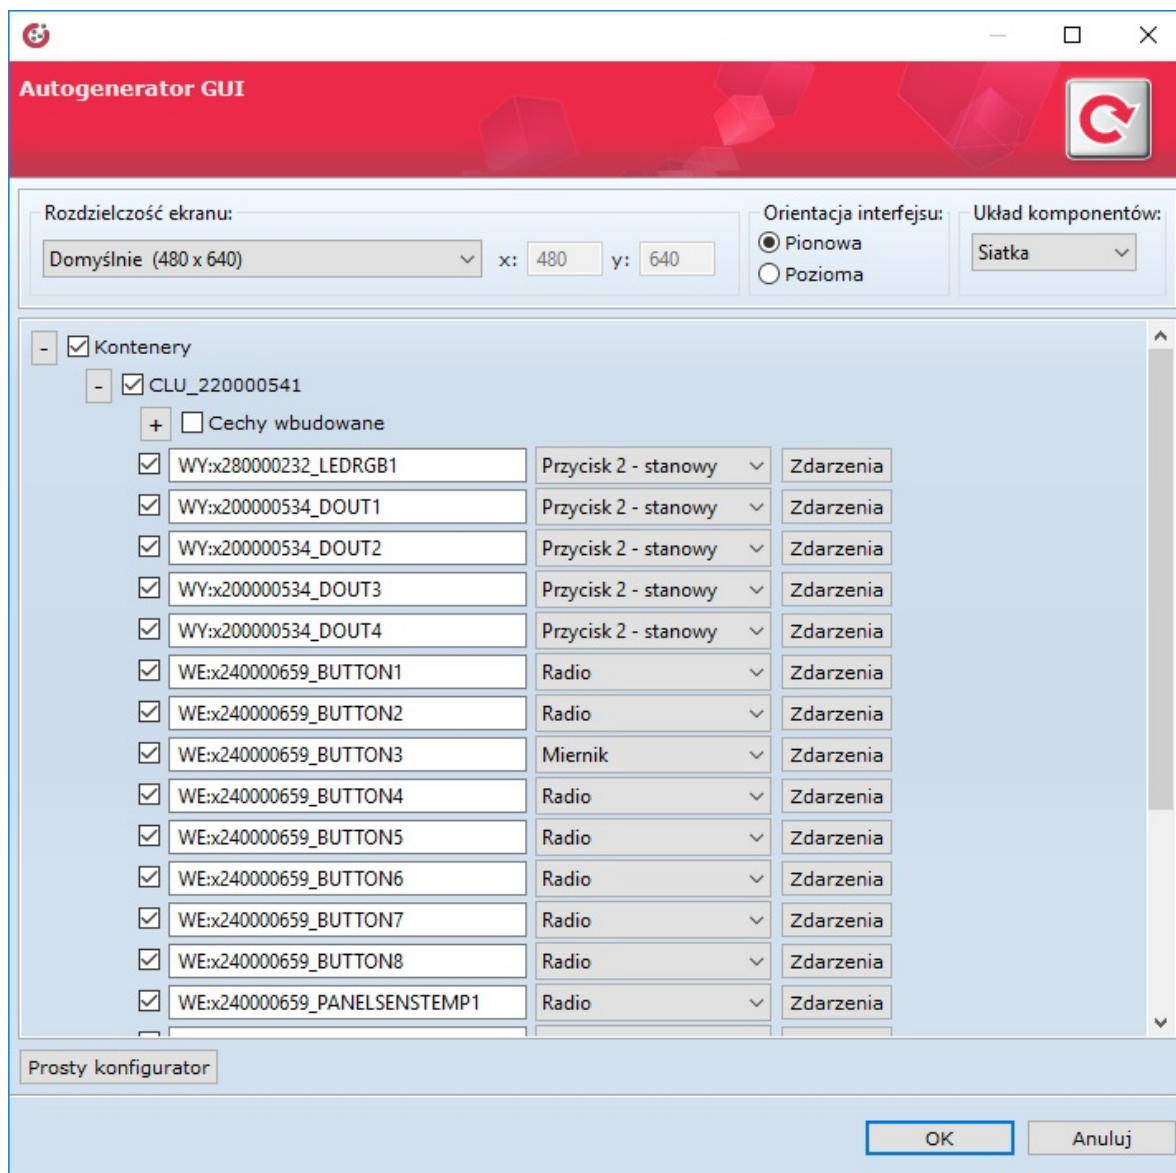 Autogenerator GUI
Rozdzielczość ekranu:
Orientacja interfejsu:
Układ komponentów:
Domyślnie (480 x 640)
x: 480 y: 640
Pionowa
Pozioma
Siatka
- Kontenery
- CLU_220000541
+ Cechy wbudowane
WY:x280000232_LEDRGB1 Przycisk 2 - stanowy Zdarzenia
WY:x200000534_DOUT1 Przycisk 2 - stanowy Zdarzenia
WY:x200000534_DOUT2 Przycisk 2 - stanowy Zdarzenia
WY:x200000534_DOUT3 Przycisk 2 - stanowy Zdarzenia
WY:x200000534_DOUT4 Przycisk 2 - stanowy Zdarzenia
WE:x240000659_BUTTON1 Radio Zdarzenia
WE:x240000659_BUTTON2 Radio Zdarzenia
WE:x240000659_BUTTON3 Miernik Zdarzenia
WE:x240000659_BUTTON4 Radio Zdarzenia
WE:x240000659_BUTTON5 Radio Zdarzenia
WE:x240000659_BUTTON6 Radio Zdarzenia
WE:x240000659_BUTTON7 Radio Zdarzenia
WE:x240000659_BUTTON8 Radio Zdarzenia
WE:x240000659_PANELSENSTEMP1 Radio Zdarzenia
Prosty konfigurator
OK Anuluj